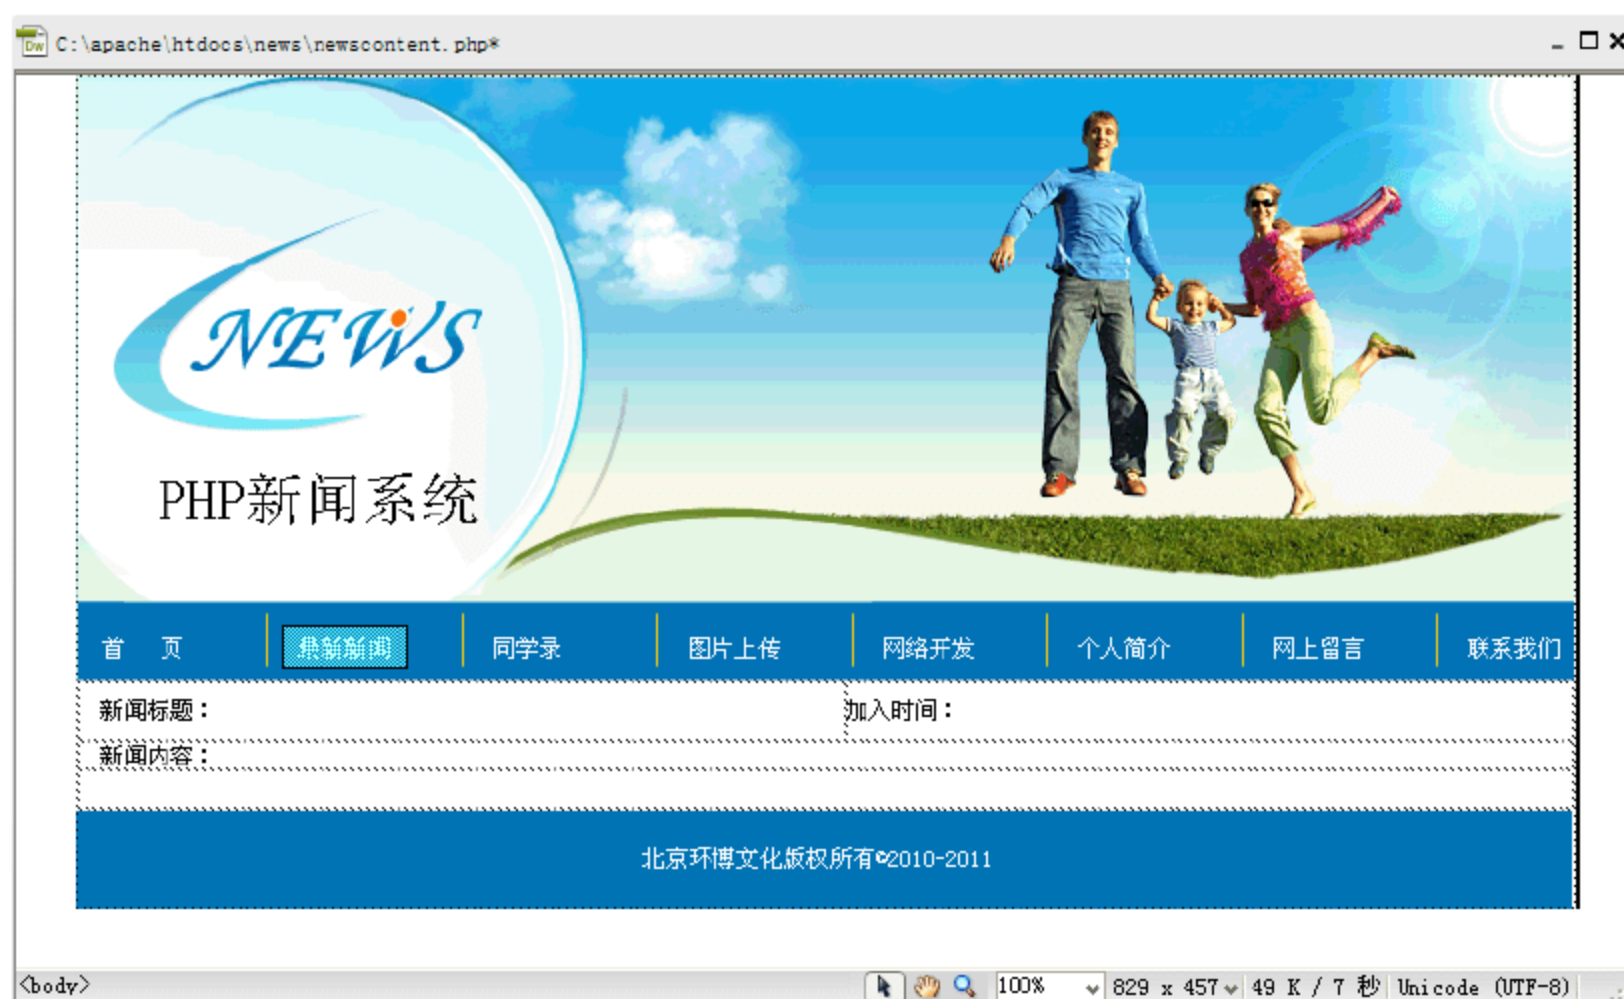 C:\apache\htdocs\news\newscontent.php*
NEWS
PHP新闻系统
首 页 最新新闻 同学录 图片上传 网络开发 个人简介 网上留言 联系我们
新闻标题： 加入时间：
新闻内容：
北京环博文化版权所有©2010-2011
<body> 100% 829 x 457 49 K / 7 秒 Unicode (UTF-8)